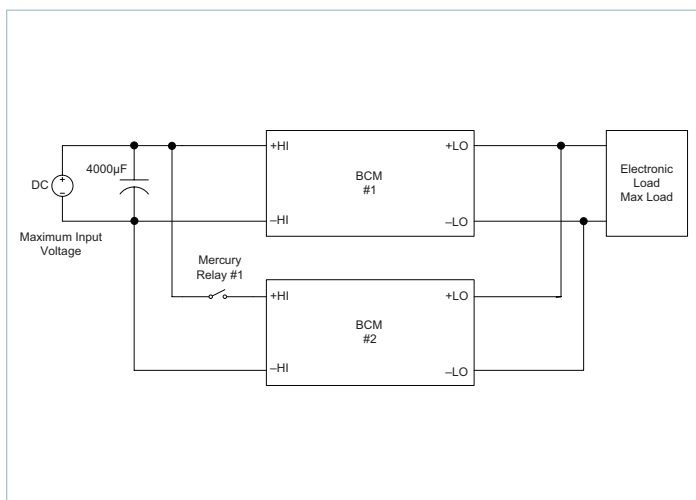 +HI
+LO
4000µF
BCM
#1
Electronic
Load
Max Load
DC
+
–
–HI
–LO
Maximum Input
Voltage
Mercury
Relay #1
+HI
+LO
BCM
#2
–HI
–LO